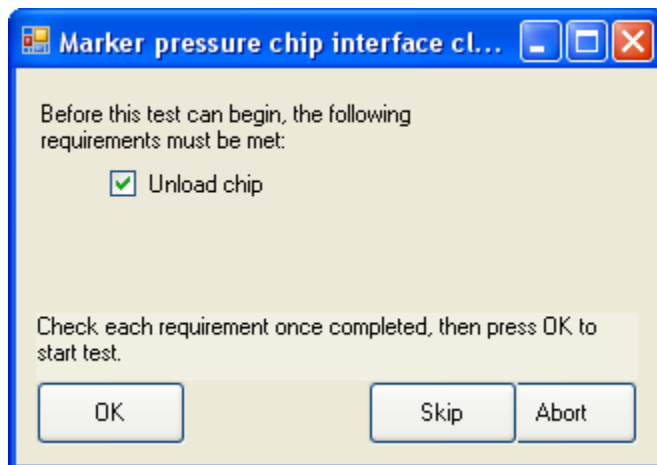 Marker pressure chip interface cl...
Before this test can begin, the following
requirements must be met:
Unload chip
Check each requirement once completed, then press OK to
start test.
OK Skip Abort